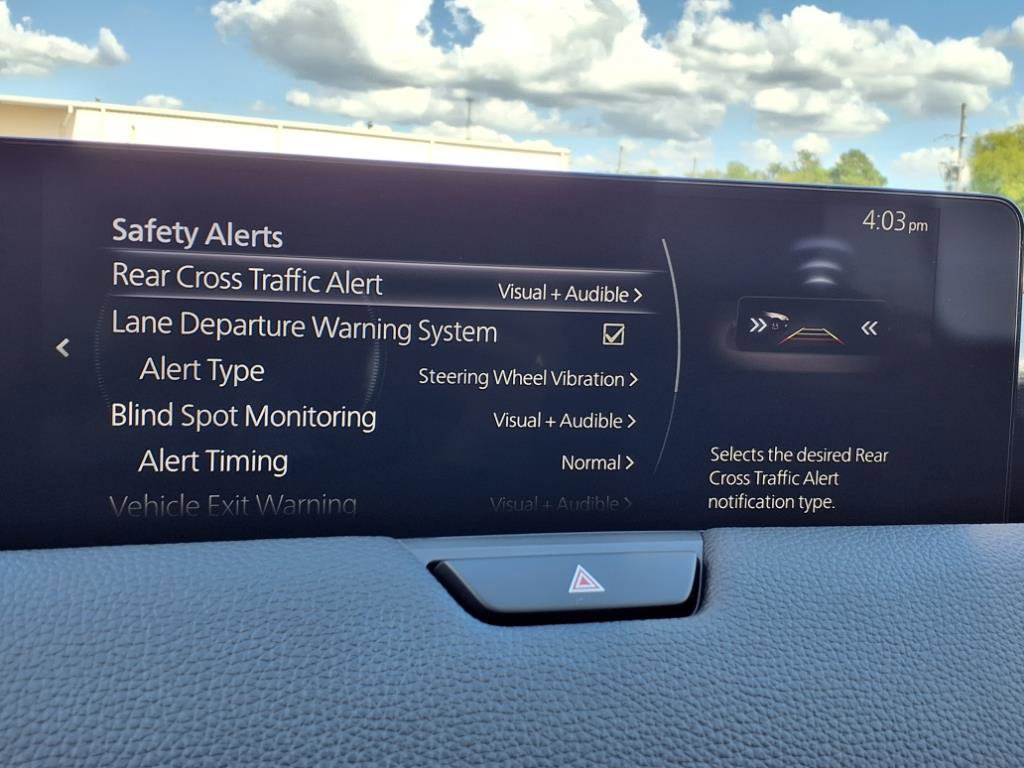 4:03 pm
Safety Alerts
Rear Cross Traffic Alert Visual + Audible >
Lane Departure Warning System
Alert Type Steering Wheel Vibration >
Blind Spot Monitoring Visual + Audible >
Alert Timing Normal >
Vehicle Exit Warning Visual + Audible >
Selects the desired Rear
Cross Traffic Alert
notification type.